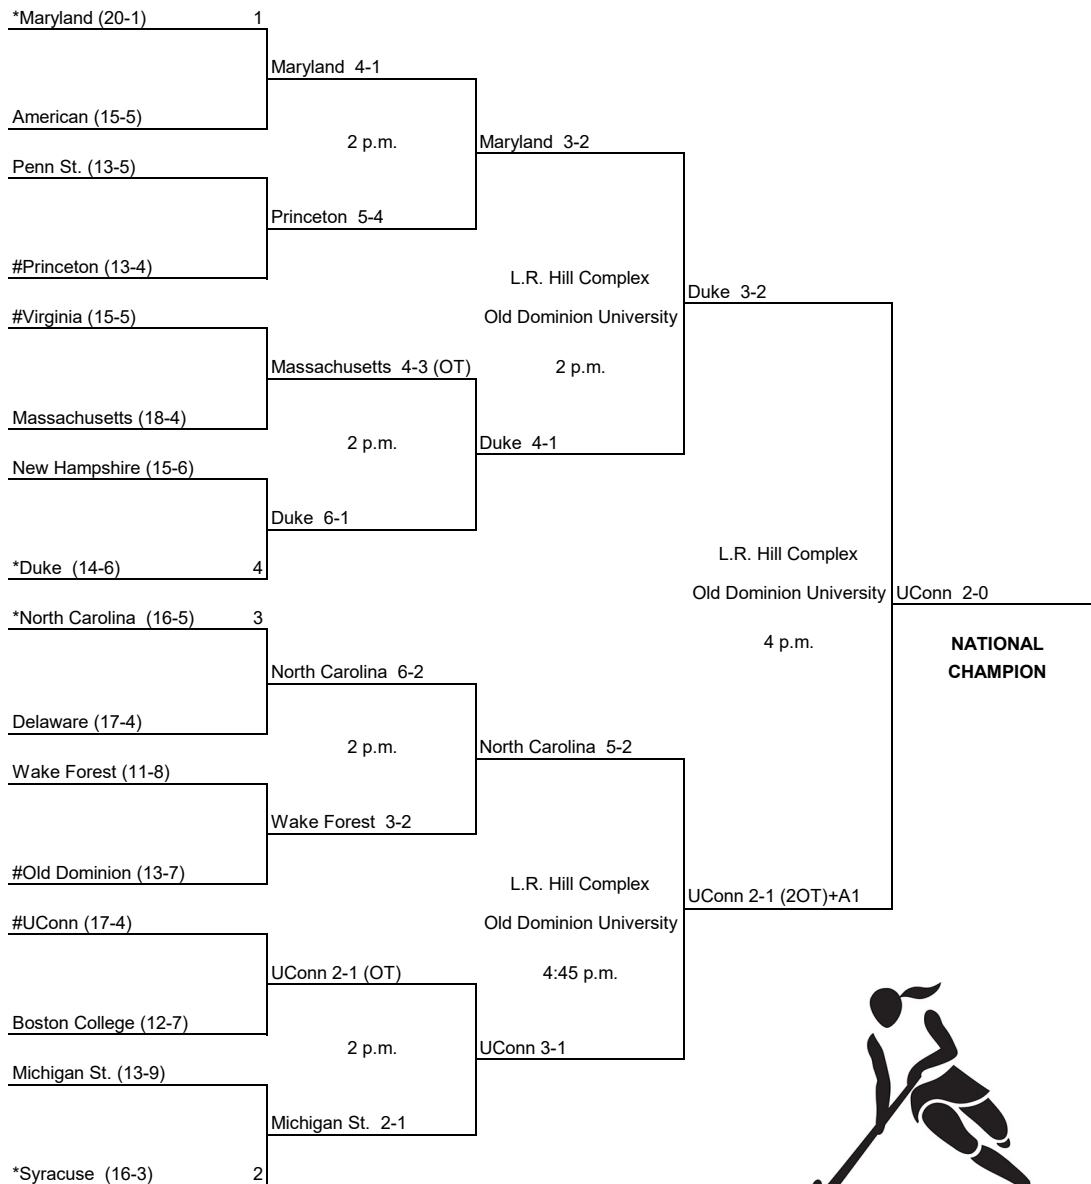 *Maryland (20-1) 1
Maryland 4-1
American (15-5)
2 p.m.
Maryland 3-2
Penn St. (13-5)
Princeton 5-4
#Princeton (13-4)
L.R. Hill Complex
Duke 3-2
#Virginia (15-5)
Old Dominion University
Massachusetts 4-3 (OT)
2 p.m.
Massachusetts (18-4)
2 p.m.
Duke 4-1
New Hampshire (15-6)
Duke 6-1
*Duke (14-6) 4
L.R. Hill Complex
Old Dominion University
UConn 2-0
*North Carolina (16-5) 3
4 p.m.
NATIONAL
CHAMPION
North Carolina 6-2
Delaware (17-4)
2 p.m.
North Carolina 5-2
Wake Forest (11-8)
Wake Forest 3-2
#Old Dominion (13-7)
L.R. Hill Complex
UConn 2-1 (2OT)+A1
#UConn (17-4)
Old Dominion University
UConn 2-1 (OT)
4:45 p.m.
Boston College (12-7)
2 p.m.
UConn 3-1
Michigan St. (13-9)
Michigan St. 2-1
*Syracuse (16-3) 2